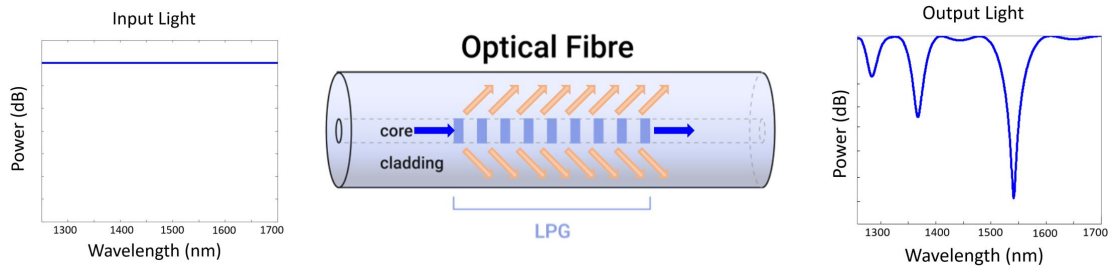 Input Light
Power (dB)
1300 1400 1500 1600 1700
Wavelength (nm)
Optical Fibre
core
cladding
LPG
Output Light
Power (dB)
1300 1400 1500 1600 1700
Wavelength (nm)